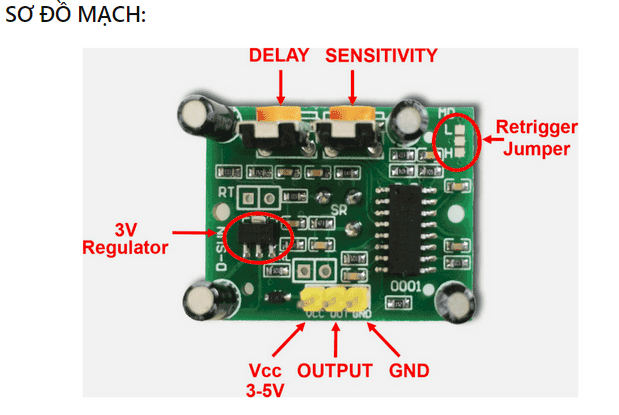 SƠ ĐỒ MẠCH:
DELAY SENSITIVITY
MD
L
H
Retrigger
Jumper
RT
SR
3V
Regulator
D-SUN
0001
VCC OUT GND
Vcc OUTPUT GND
3-5V